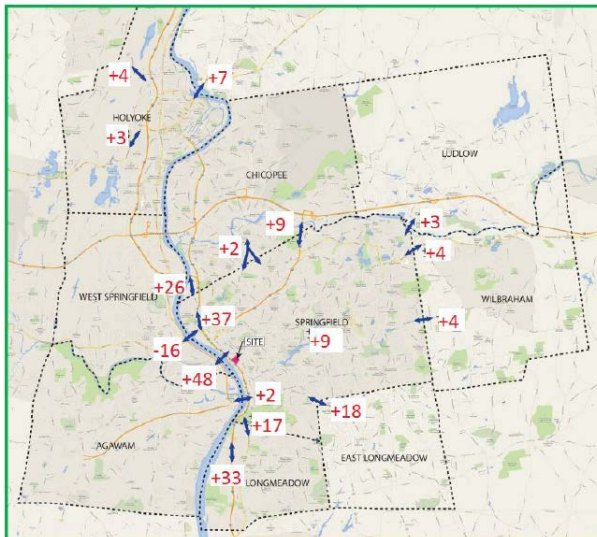 +4
+7
HOLYOKE
+3
LUDLOW
CHICOPEE
+9
+3
+2
+4
+26
WEST SPRINGFIELD
+37
SPRINGFIELD
WILBRAHAM
+4
-16
SITE
+9
+48
+2
+18
+17
AGAWAM
EAST LONGMEADOW
+33
LONGMEADOW